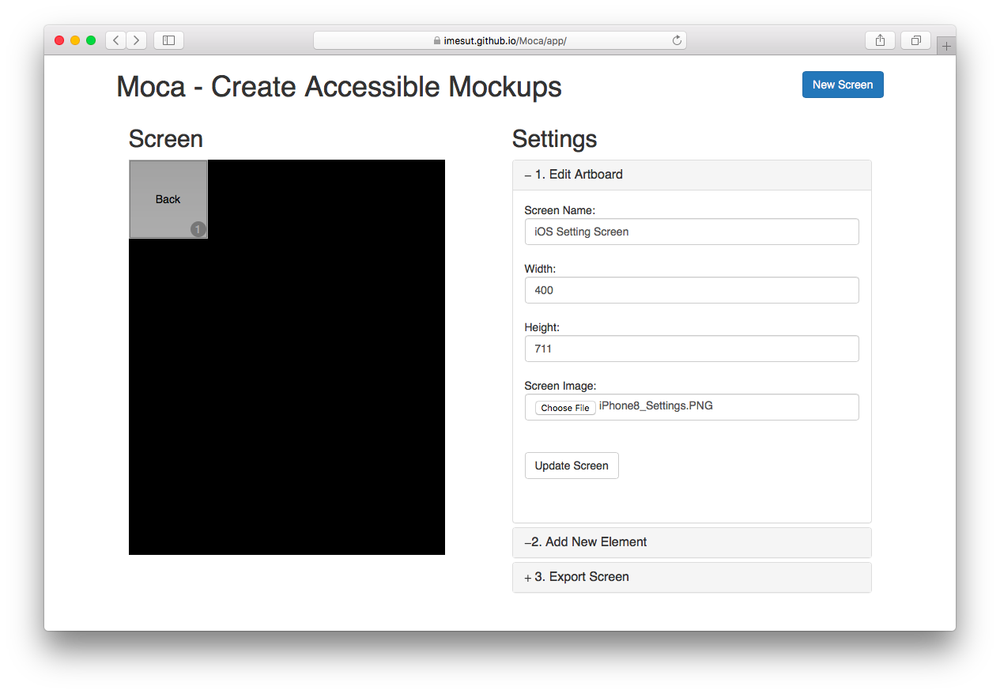 imesut.github.io/Moca/app/
Moca - Create Accessible Mockups
New Screen
Screen
Back
1
Settings
– 1. Edit Artboard
Screen Name:
iOS Setting Screen
Width:
400
Height:
711
Screen Image:
Choose File iPhone8_Settings.PNG
Update Screen
–2. Add New Element
+ 3. Export Screen